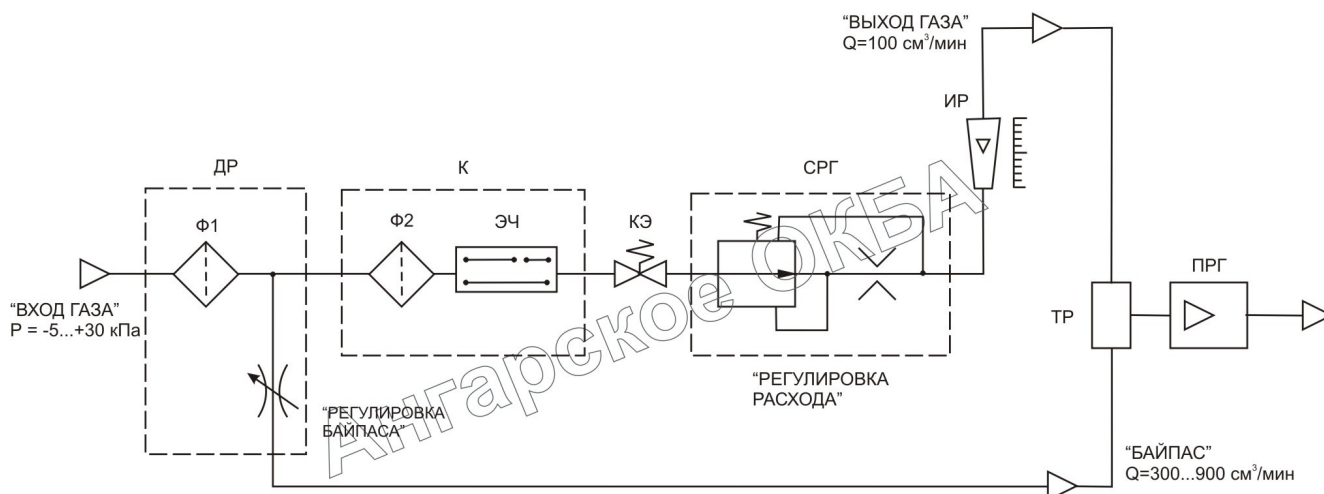 “ВЫХОД ГАЗА”
Q=100 см³/мин
ИР
ДР
К
СРГ
Ф1
Ф2
ЭЧ
КЭ
“ВХОД ГАЗА”
P = -5...+30 кПа
ТР
ПРГ
“РЕГУЛИРОВКА
РАСХОДА”
“РЕГУЛИРОВКА
БАЙПАСА”
“БАЙПАС”
Q=300...900 см³/мин
Ангарское ОКБА